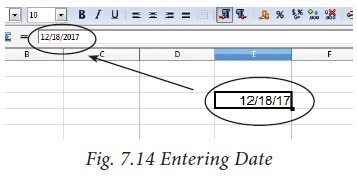 10 B I U % $%
= 12/18/2017
B C D E F
12/18/17
Fig. 7.14 Entering Date